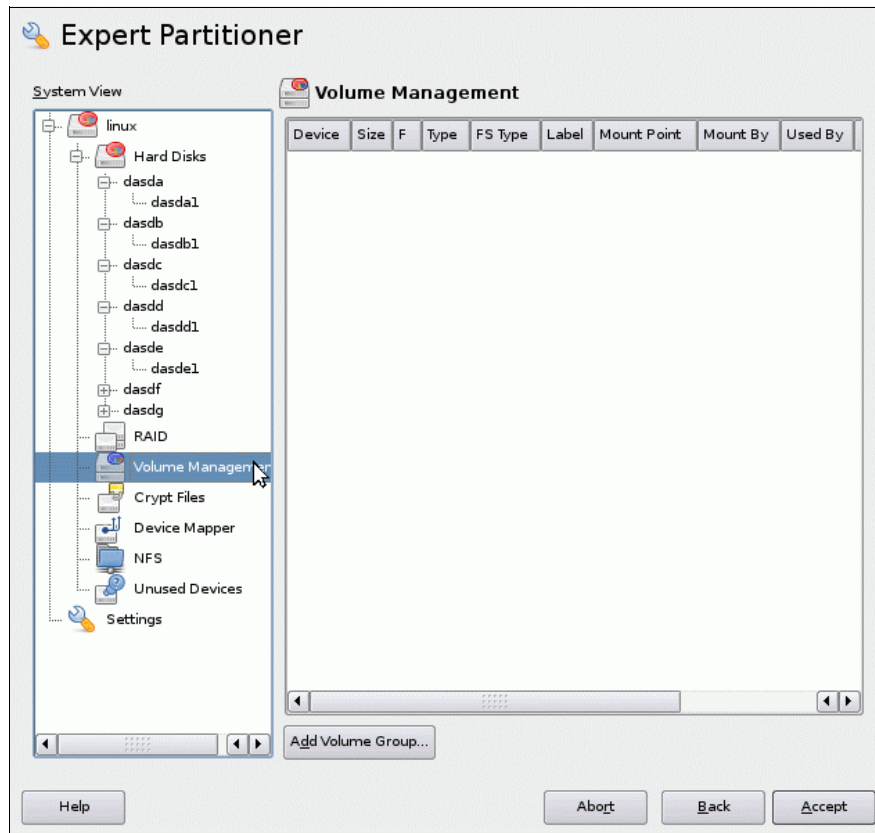 Expert Partitioner
System View
linux
Hard Disks
dasda
dasda1
dasdb
dasdb1
dasdc
dasdc1
dasdd
dasdd1
dasde
dasde1
dasdf
dasdg
RAID
Volume Managemen
Crypt Files
Device Mapper
NFS
Unused Devices
Settings
Volume Management
Device Size F Type FS Type Label Mount Point Mount By Used By
Add Volume Group...
Help Abort Back Accept